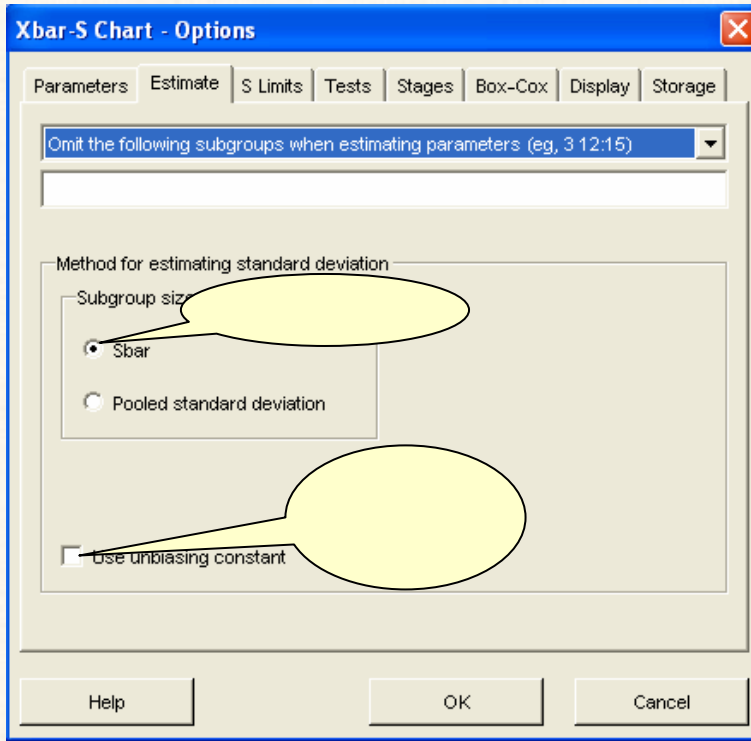 Xbar-S Chart - Options
Parameters Estimate S Limits Tests Stages Box-Cox Display Storage
Omit the following subgroups when estimating parameters (eg, 3 12:15)
Method for estimating standard deviation
Subgroup size
Sbar
Pooled standard deviation
Use unbiasing constant
Help OK Cancel